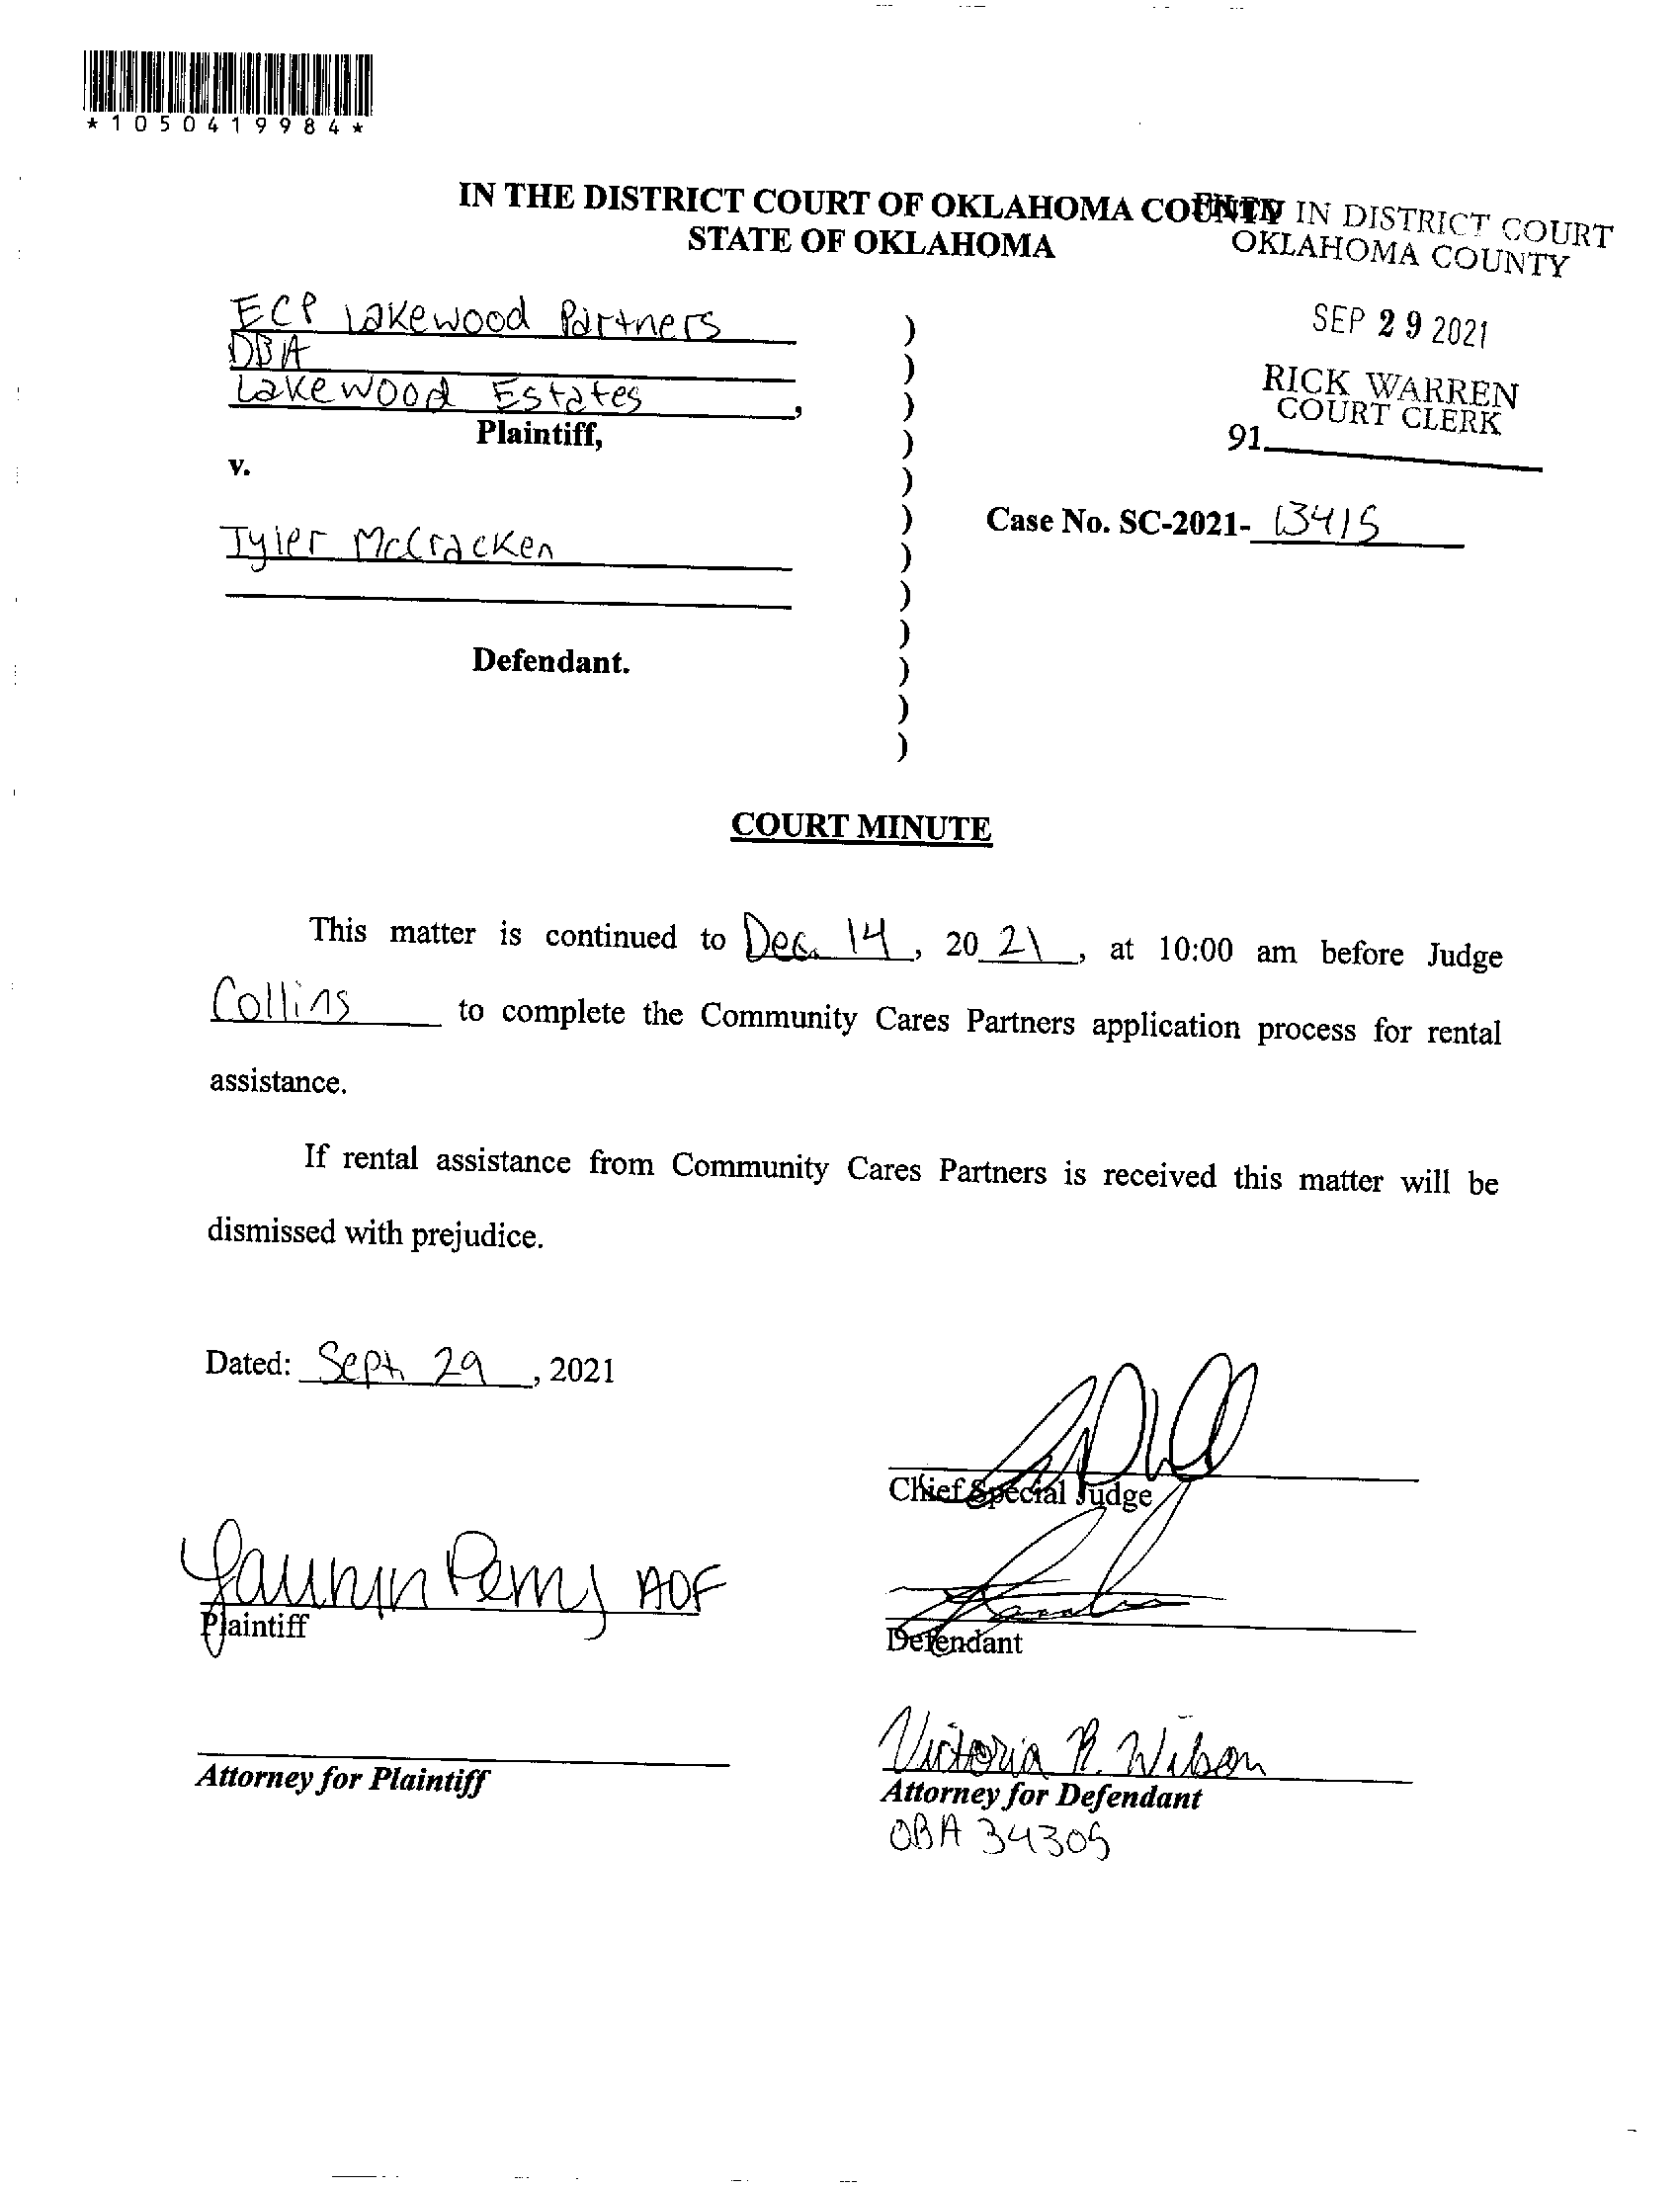 *1050419984*
IN THE DISTRICT COURT OF OKLAHOMA COUNTY
STATE OF OKLAHOMA
IN DISTRICT COURT
OKLAHOMA COUNTY
SEP 29 2021
RICK WARREN
COURT CLERK
91
ECP Lakewood Partners
DBA
Lakewood Estates,
Plaintiff,
v.
Case No. SC-2021- 13415
Tyler McCracken
Defendant.
)
)
)
)
)
)
)
)
)
)
)
)
COURT MINUTE
This matter is continued to Dec. 14, 20 21, at 10:00 am before Judge
Collins to complete the Community Cares Partners application process for rental
assistance.
If rental assistance from Community Cares Partners is received this matter will be
dismissed with prejudice.
Dated: Sept 29, 2021
Chief Special Judge
Perry AOF
Plaintiff
Defendant
Victoria R. Wilson
Attorney for Plaintiff
Attorney for Defendant
OBA 34305